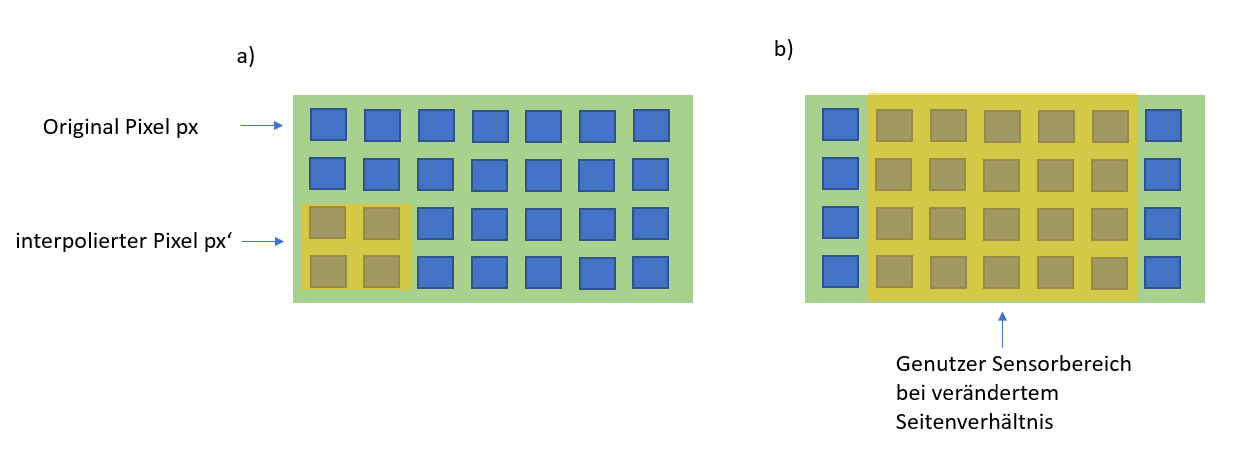 a)
b)
Original Pixel px
interpolierter Pixel px‘
Genutzer Sensorbereich
bei verändertem
Seitenverhältnis